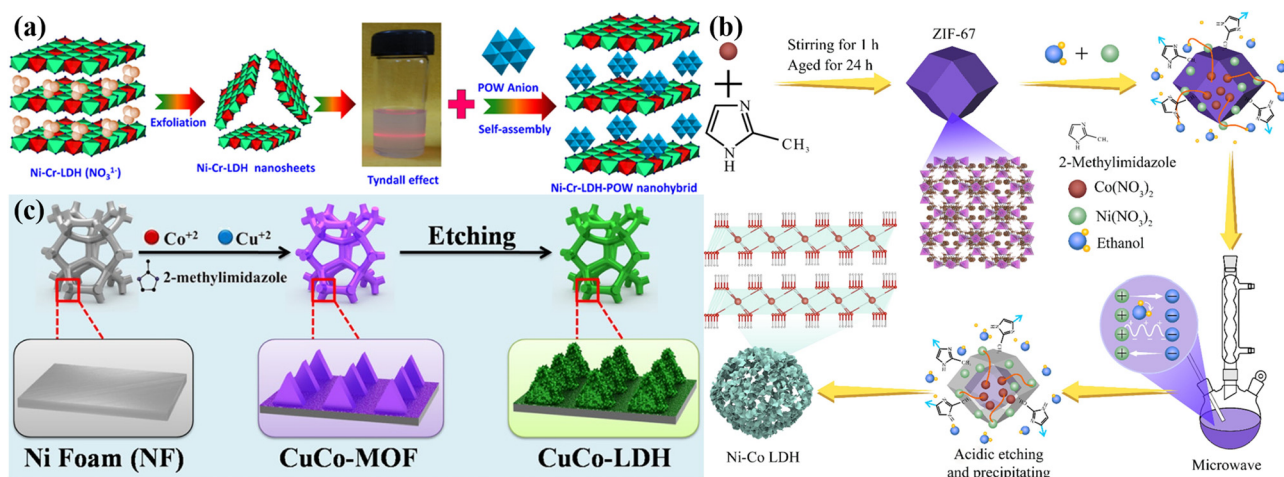 (a)
Ni-Cr-LDH (NO₃¹⁻)
Exfoliation
Ni-Cr-LDH nanosheets
Tyndall effect
POW Anion
Self-assembly
Ni-Cr-LDH-POW nanohybrid
(b)
N
N
H
CH₃
Stirring for 1 h
Aged for 24 h
ZIF-67
2-Methylimidazole
Co(NO₃)₂
Ni(NO₃)₂
Ethanol
Microwave
Acidic etching
and precipitating
Ni-Co LDH
(c)
Co⁺²
Cu⁺²
2-methylimidazole
Etching
Ni Foam (NF)
CuCo-MOF
CuCo-LDH